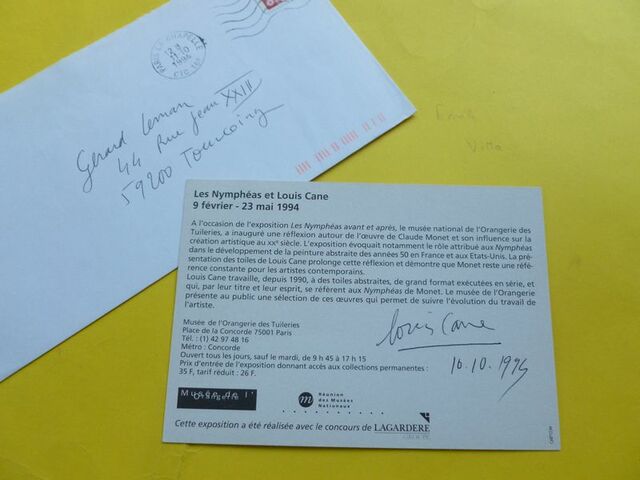 PARIS LA CHAPELLE
1994
Gerard Leman
44 Rue Jean XXIII
59200 Tourcoing
Les Nymphéas et Louis Cane
9 février - 23 mai 1994
A l'occasion de l'exposition Les Nymphéas avant et après, le musée national de l'Orangerie des
Tuileries, a inauguré une réflexion autour de l'œuvre de Claude Monet et son influence sur la
création artistique au XXe siècle. L'exposition évoquait notamment le rôle attribué aux Nymphéas
dans le développement de la peinture abstraite des années 50 en France et aux Etats-Unis. La pré-
sentation des toiles de Louis Cane prolonge cette réflexion et démontre que Monet reste une réfé-
rence constante pour les artistes contemporains.
Louis Cane travaille, depuis 1990, à des toiles abstraites, de grand format exécutées en série, et
qui, par leur titre et leur esprit, se réfèrent aux Nymphéas de Monet. Le musée de l'Orangerie
présente au public une sélection de ces œuvres qui permet de suivre l'évolution du travail de
l'artiste.
Musée de l'Orangerie des Tuileries
Place de la Concorde 75001 Paris
Tél. : (1) 42 97 48 16
Métro : Concorde
Ouvert tous les jours, sauf le mardi, de 9 h 45 à 17 h 15
Prix d'entrée de l'exposition donnant accès aux collections permanentes :
35 F, tarif réduit : 26 F.
Louis Cane
10.10.1994
m
Réunion
des Musées
Nationaux
Cette exposition a été réalisée avec le concours de LAGARDERE